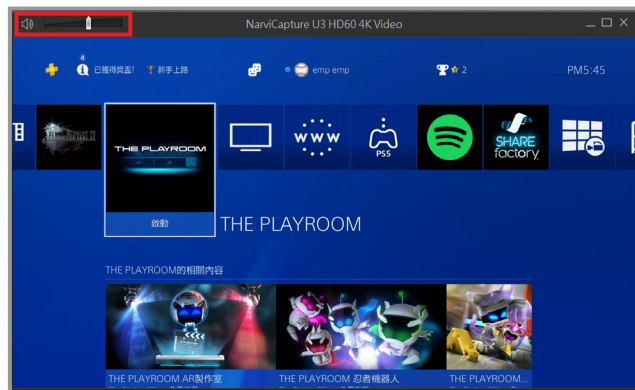 NarviCapture U3 HD60 4K Video
4
已獲得獎盃! 新手上路
emp emp
2
PM5:45
THE PLAYROOM
WWW
PS5
SHARE
factory
啟動
THE PLAYROOM
THE PLAYROOM的相關內容
THE PLAYROOM AR製作室
THE PLAYROOM 忍者機器人
THE PLAYROOM...